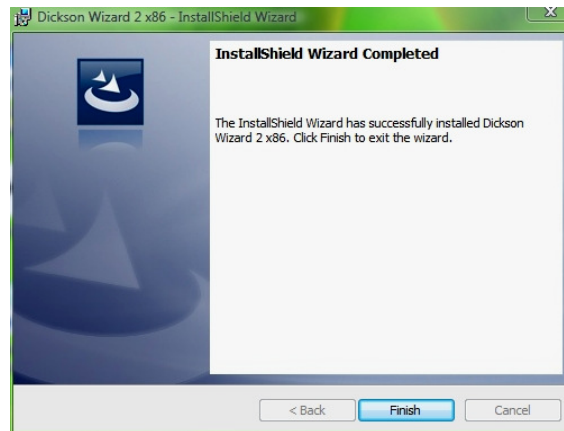 Dickson Wizard 2 x86 - InstallShield Wizard
InstallShield Wizard Completed
The InstallShield Wizard has successfully installed Dickson
Wizard 2 x86. Click Finish to exit the wizard.
< Back
Finish
Cancel